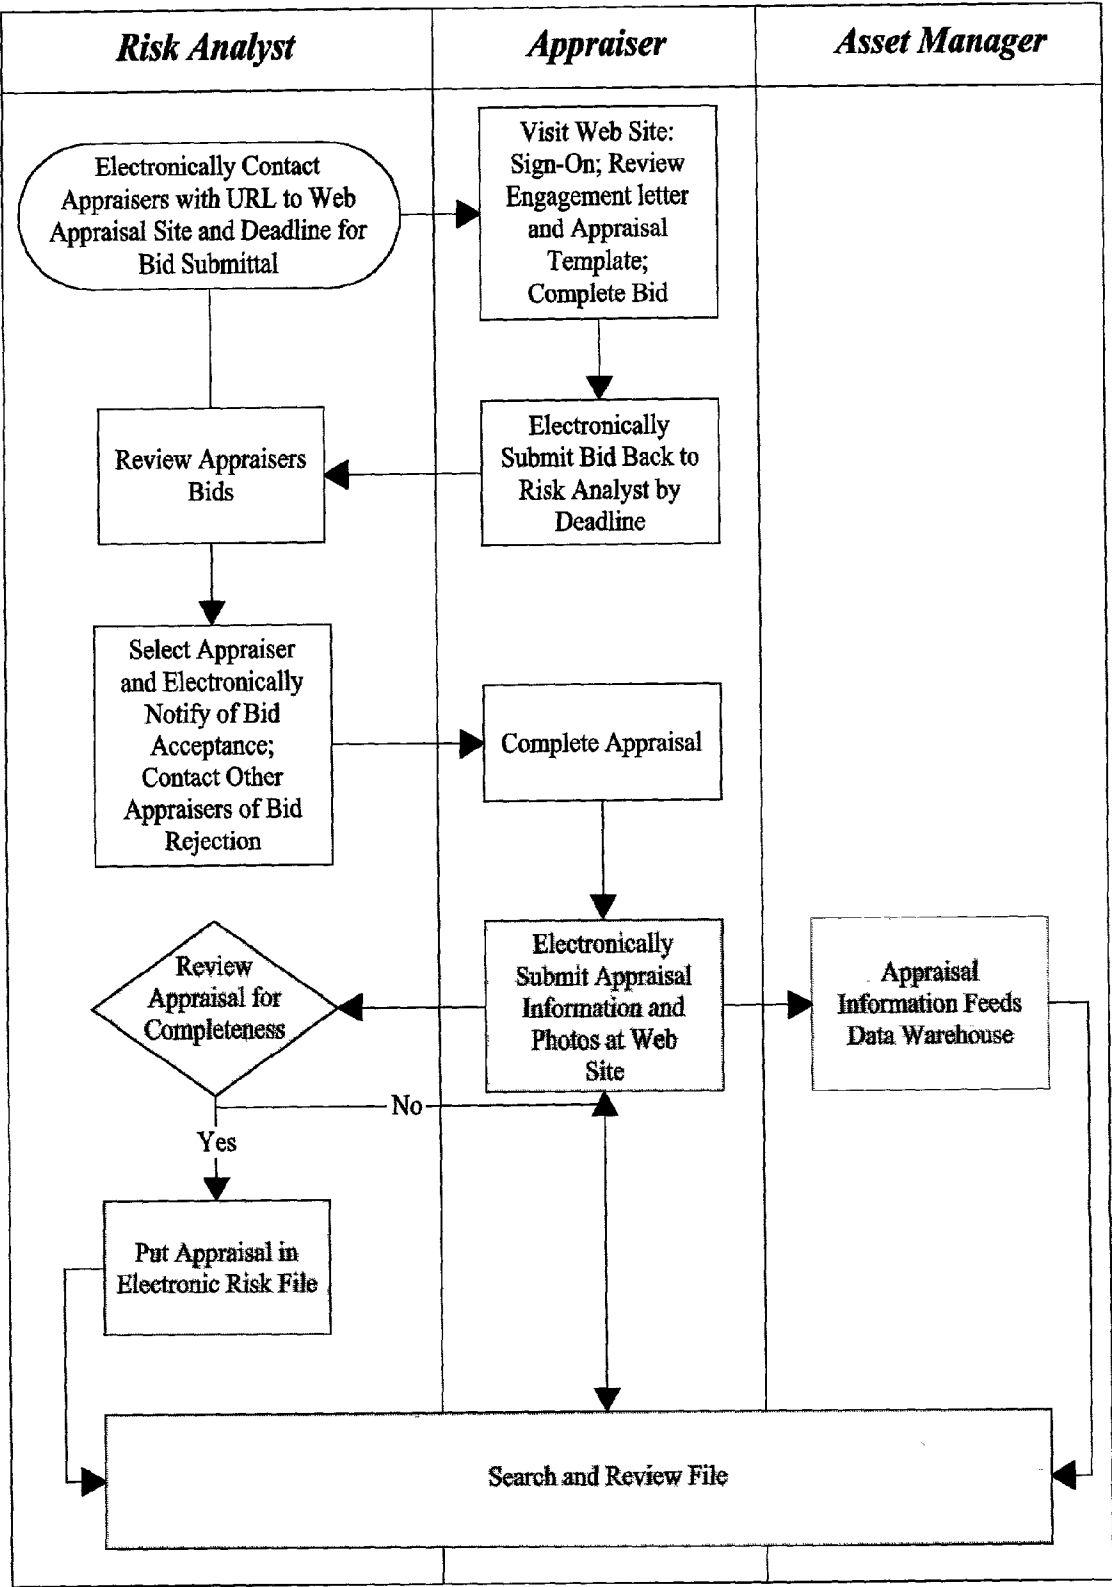 Risk Analyst
Appraiser
Asset Manager
Electronically Contact
Appraisers with URL to Web
Appraisal Site and Deadline for
Bid Submittal
Visit Web Site:
Sign-On; Review
Engagement letter
and Appraisal
Template;
Complete Bid
Review Appraisers
Bids
Electronically
Submit Bid Back to
Risk Analyst by
Deadline
Select Appraiser
and Electronically
Notify of Bid
Acceptance;
Contact Other
Appraisers of Bid
Rejection
Complete Appraisal
Review
Appraisal for
Completeness
Electronically
Submit Appraisal
Information and
Photos at Web
Site
Appraisal
Information Feeds
Data Warehouse
No
Yes
Put Appraisal in
Electronic Risk File
Search and Review File